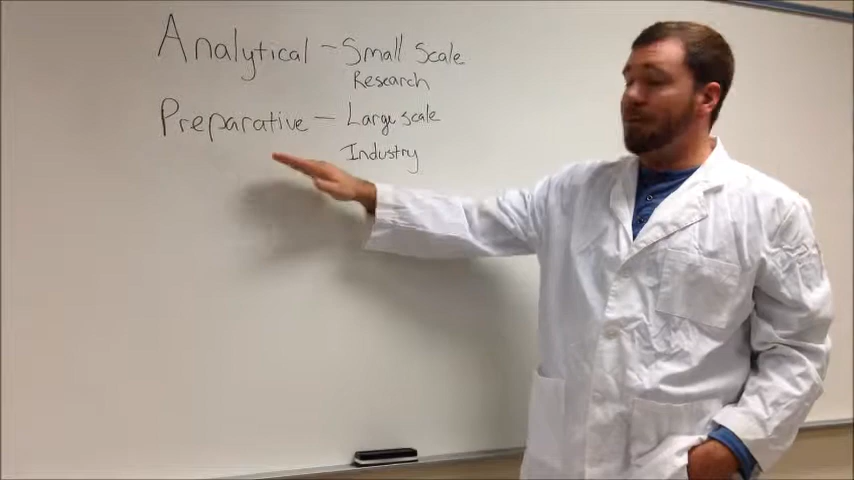 Analytical - Small Scale
Research
Preparative - Large scale
Industry